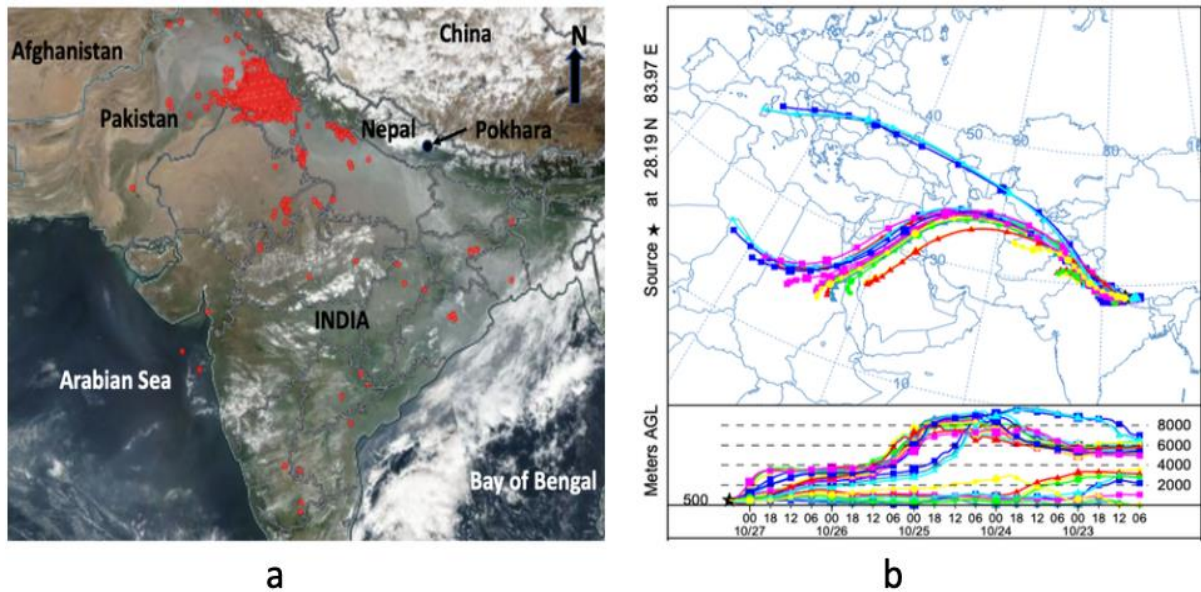 Afghanistan
China
N
Pakistan
Nepal
Pokhara
INDIA
Arabian Sea
Bay of Bengal
a
Source ★ at 28.19 N 83.97 E
20
40
50
60
80
30
10
Meters AGL
8000
6000
4000
2000
500
00 18 12 06 00 18 12 06 00 18 12 06 00 18 12 06 00 18 12 06
10/27 10/26 10/25 10/24 10/23
b